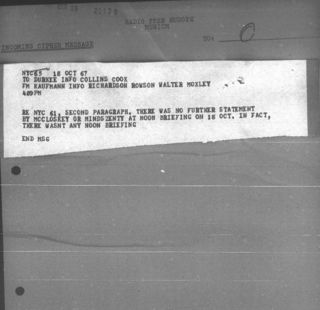 RADIO FREE EUROPE
MUNICH
INCOMING CIPHER MESSAGE
NYC65 18 OCT 67
TO DURKEE INFO COLLINS COOK
FM KAUFMANN INFO RICHARDSON ROWSON WALTER MOXLEY
409PM
RE NYC 61, SECOND PARAGRAPH, THERE WAS NO FURTHER STATEMENT
BY MCCLOSKEY OR MINDSZENTY AT NOON BRIEFING ON 18 OCT. IN FACT,
THERE WASNT ANY NOON BRIEFING
END MSG